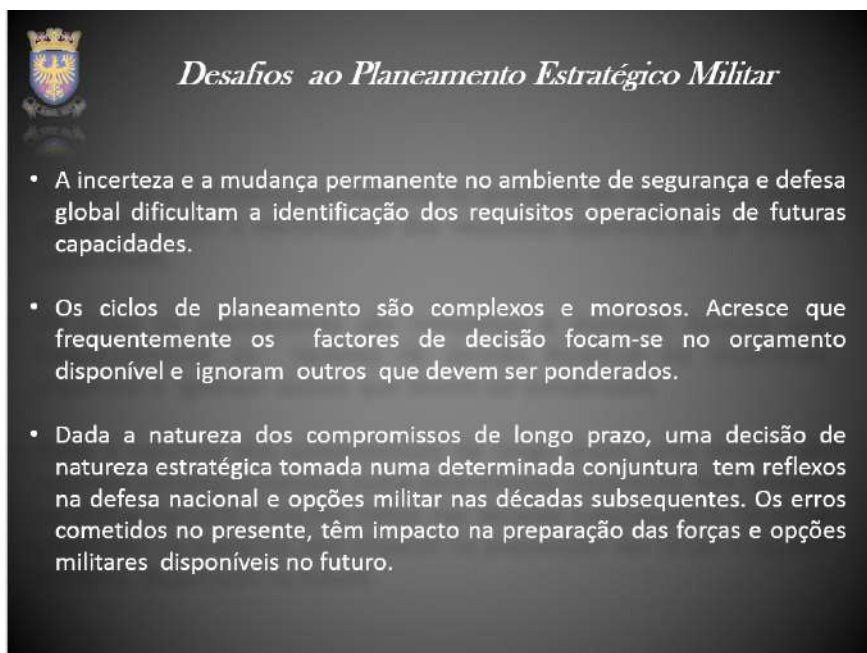 Desafios ao Planeamento Estratégico Militar
• A incerteza e a mudança permanente no ambiente de segurança e defesa
global dificultam a identificação dos requisitos operacionais de futuras
capacidades.
• Os ciclos de planeamento são complexos e morosos. Acresce que
frequentemente os factores de decisão focam-se no orçamento
disponível e ignoram outros que devem ser ponderados.
• Dada a natureza dos compromissos de longo prazo, uma decisão de
natureza estratégica tomada numa determinada conjuntura tem reflexos
na defesa nacional e opções militar nas décadas subsequentes. Os erros
cometidos no presente, têm impacto na preparação das forças e opções
militares disponíveis no futuro.